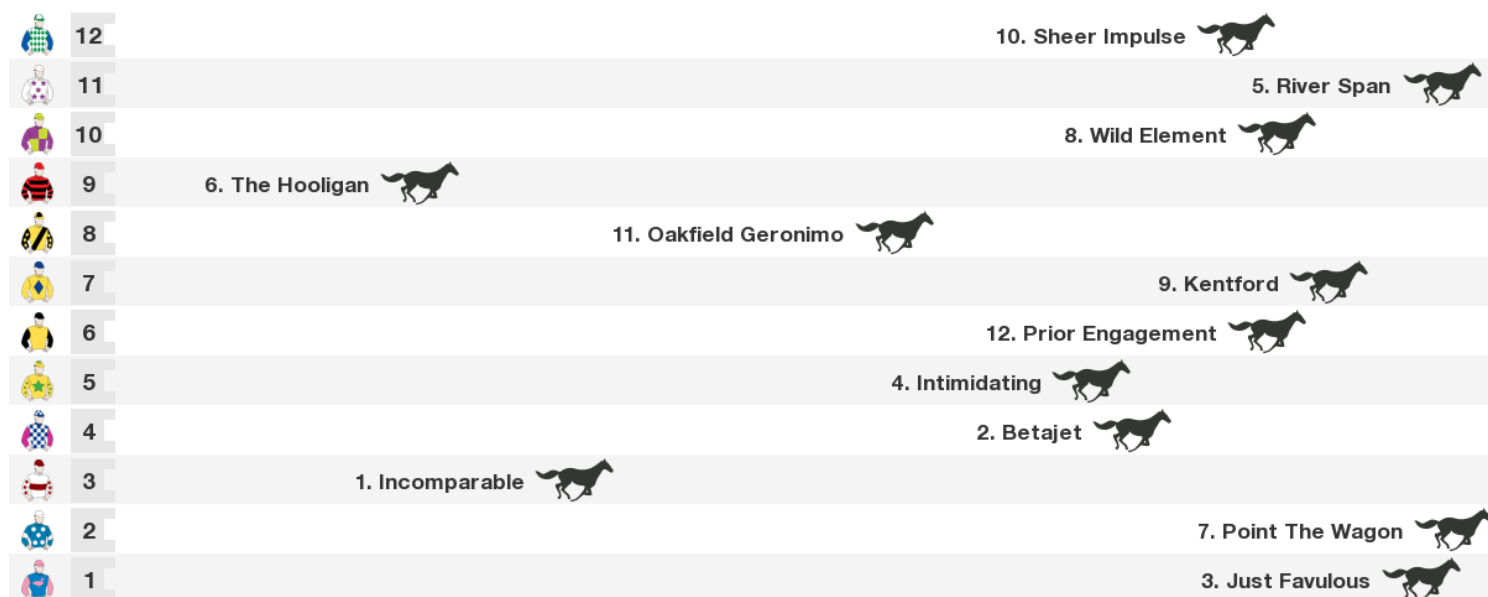 12 10. Sheer Impulse
11 5. River Span
10 8. Wild Element
9 6. The Hooligan
8 11. Oakfield Geronimo
7 9. Kentford
6 12. Prior Engagement
5 4. Intimidating
4 2. Betajet
3 1. Incomparable
2 7. Point The Wagon
1 3. Just Favulous